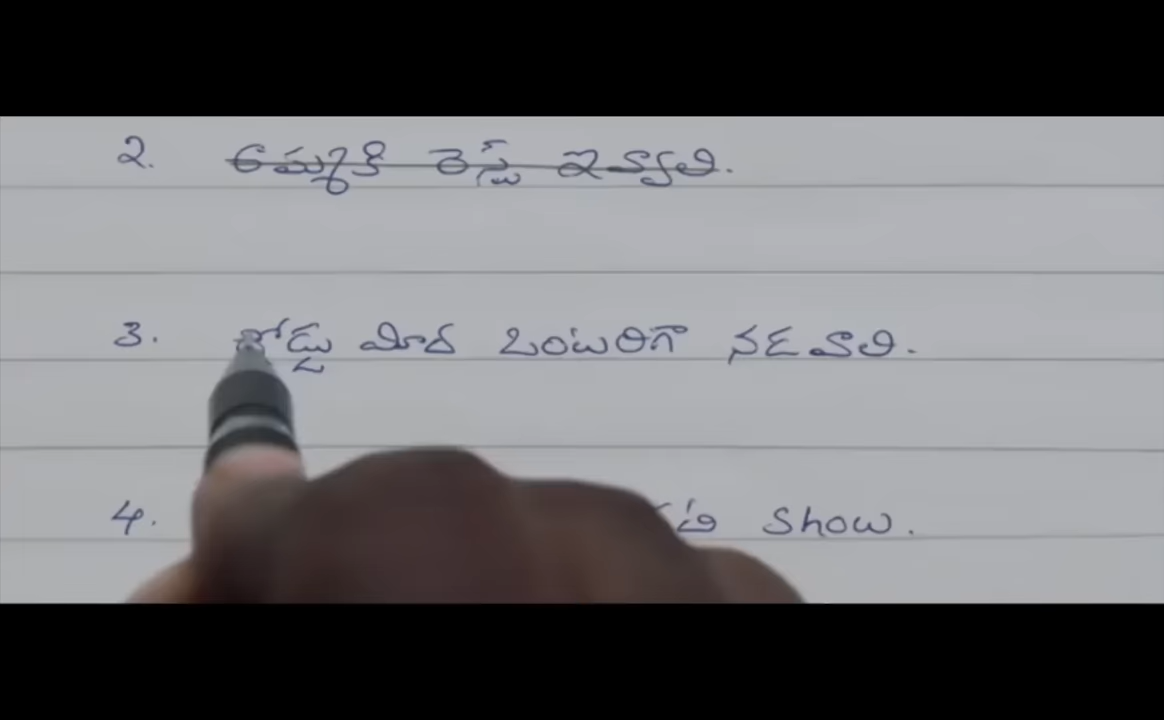 2. అమ్మకి రెస్ట్ ఇవ్వాలి.
3. రోడ్డు మీద ఒంటరిగా నడవాలి.
4. show.